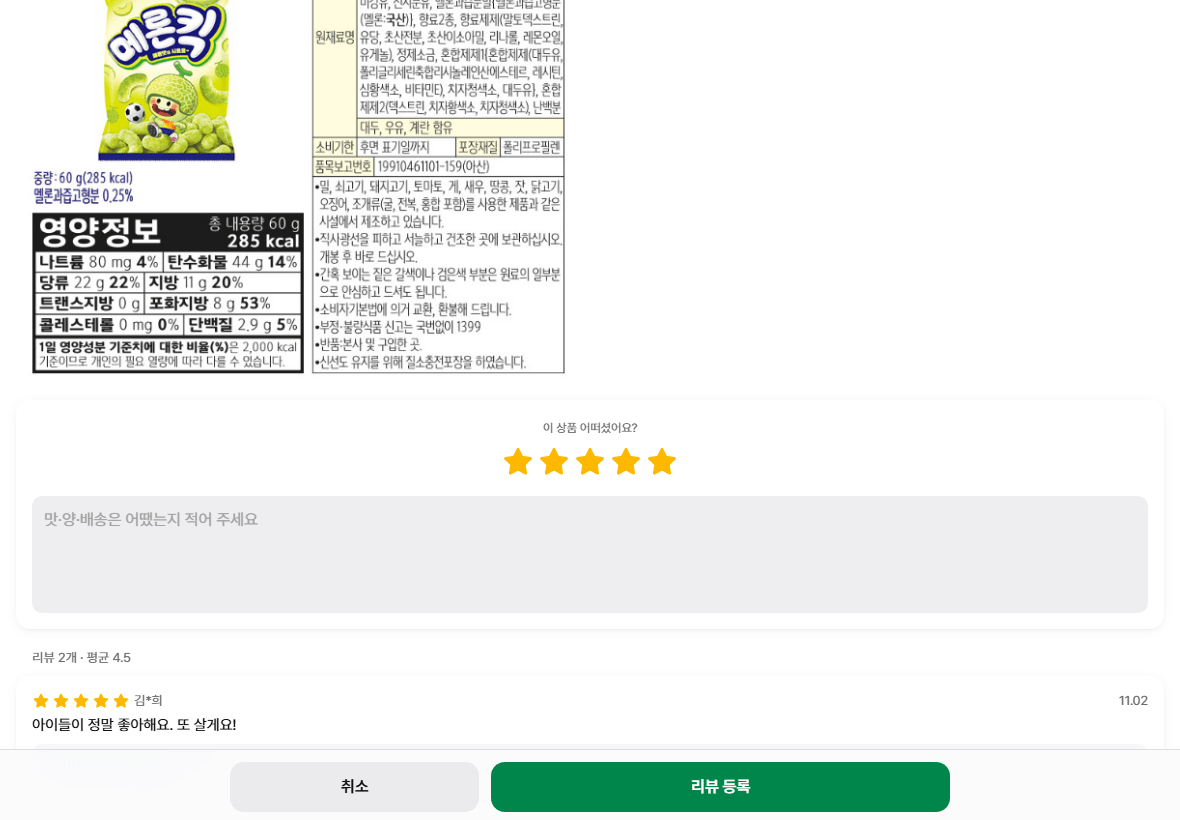 메론킥
중량 : 60 g(285 kcal)
멜론과즙고형분 0.25%
영양정보 총 내용량 60 g
285 kcal
나트륨 80 mg 4% 탄수화물 44 g 14%
당류 22 g 22% 지방 11 g 20%
트랜스지방 0 g 포화지방 8 g 53%
콜레스테롤 0 mg 0% 단백질 2.9 g 5%
1일 영양성분 기준치에 대한 비율(%)은 2,000 kcal
기준이므로 개인의 필요 열량에 따라 다를 수 있습니다.
원재료명
(멜론:국산)}, 향료2종, 향료제제(말토덱스트린,
유당, 초산전분, 초산이소아밀, 리나롤, 레몬오일,
유게놀), 정제소금, 혼합제제1{혼합제제(대두유,
폴리글리세린축합리시놀레인산에스테르, 레시틴,
심황색소, 비타민E), 치자청색소, 대두유}, 혼합
제제2(덱스트린, 치자황색소, 치자청색소), 난백분
대두, 우유, 계란 함유
소비기한 후면 표기일까지 포장재질 폴리프로필렌
품목보고번호 19910461101-159(아산)
•밀, 쇠고기, 돼지고기, 토마토, 게, 새우, 땅콩, 잣, 닭고기,
오징어, 조개류(굴, 전복, 홍합 포함)를 사용한 제품과 같은
시설에서 제조하고 있습니다.
•직사광선을 피하고 서늘하고 건조한 곳에 보관하십시오.
개봉 후 바로 드십시오.
•간혹 보이는 짙은 갈색이나 검은색 부분은 원료의 일부분
으로 안심하고 드셔도 됩니다.
•소비자기본법에 의거 교환, 환불해 드립니다.
•부정·불량식품 신고는 국번없이 1399
•반품:본사 및 구입한 곳.
•신선도 유지를 위해 질소충전포장을 하였습니다.
이 상품 어떠셨어요?
맛·양·배송은 어땠는지 적어 주세요
리뷰 2개 · 평균 4.5
김*희 11.02
아이들이 정말 좋아해요. 또 살게요!
취소 리뷰 등록